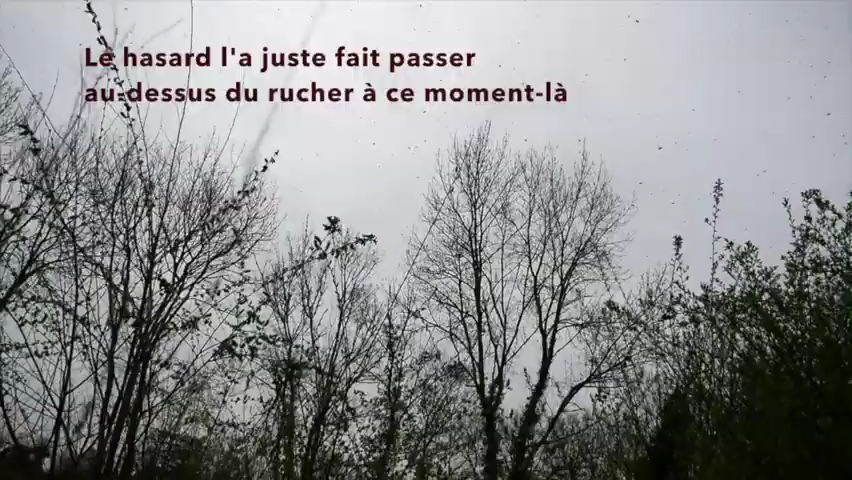 Le hasard l'a juste fait passer
au-dessus du rucher à ce moment-là